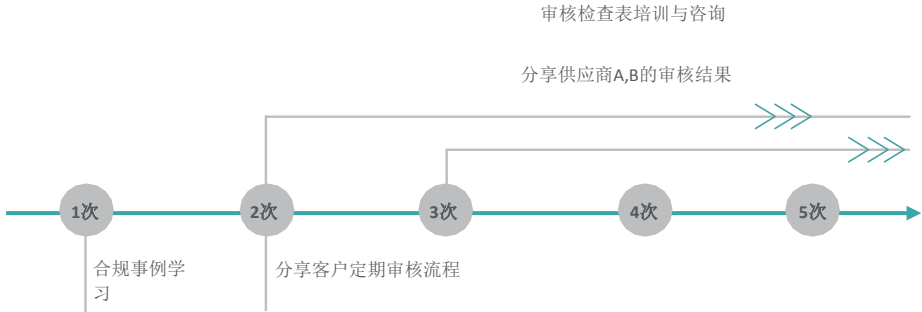 审核检查表培训与咨询
分享供应商A,B的审核结果
1次
2次
3次
4次
5次
合规事例学
习
分享客户定期审核流程